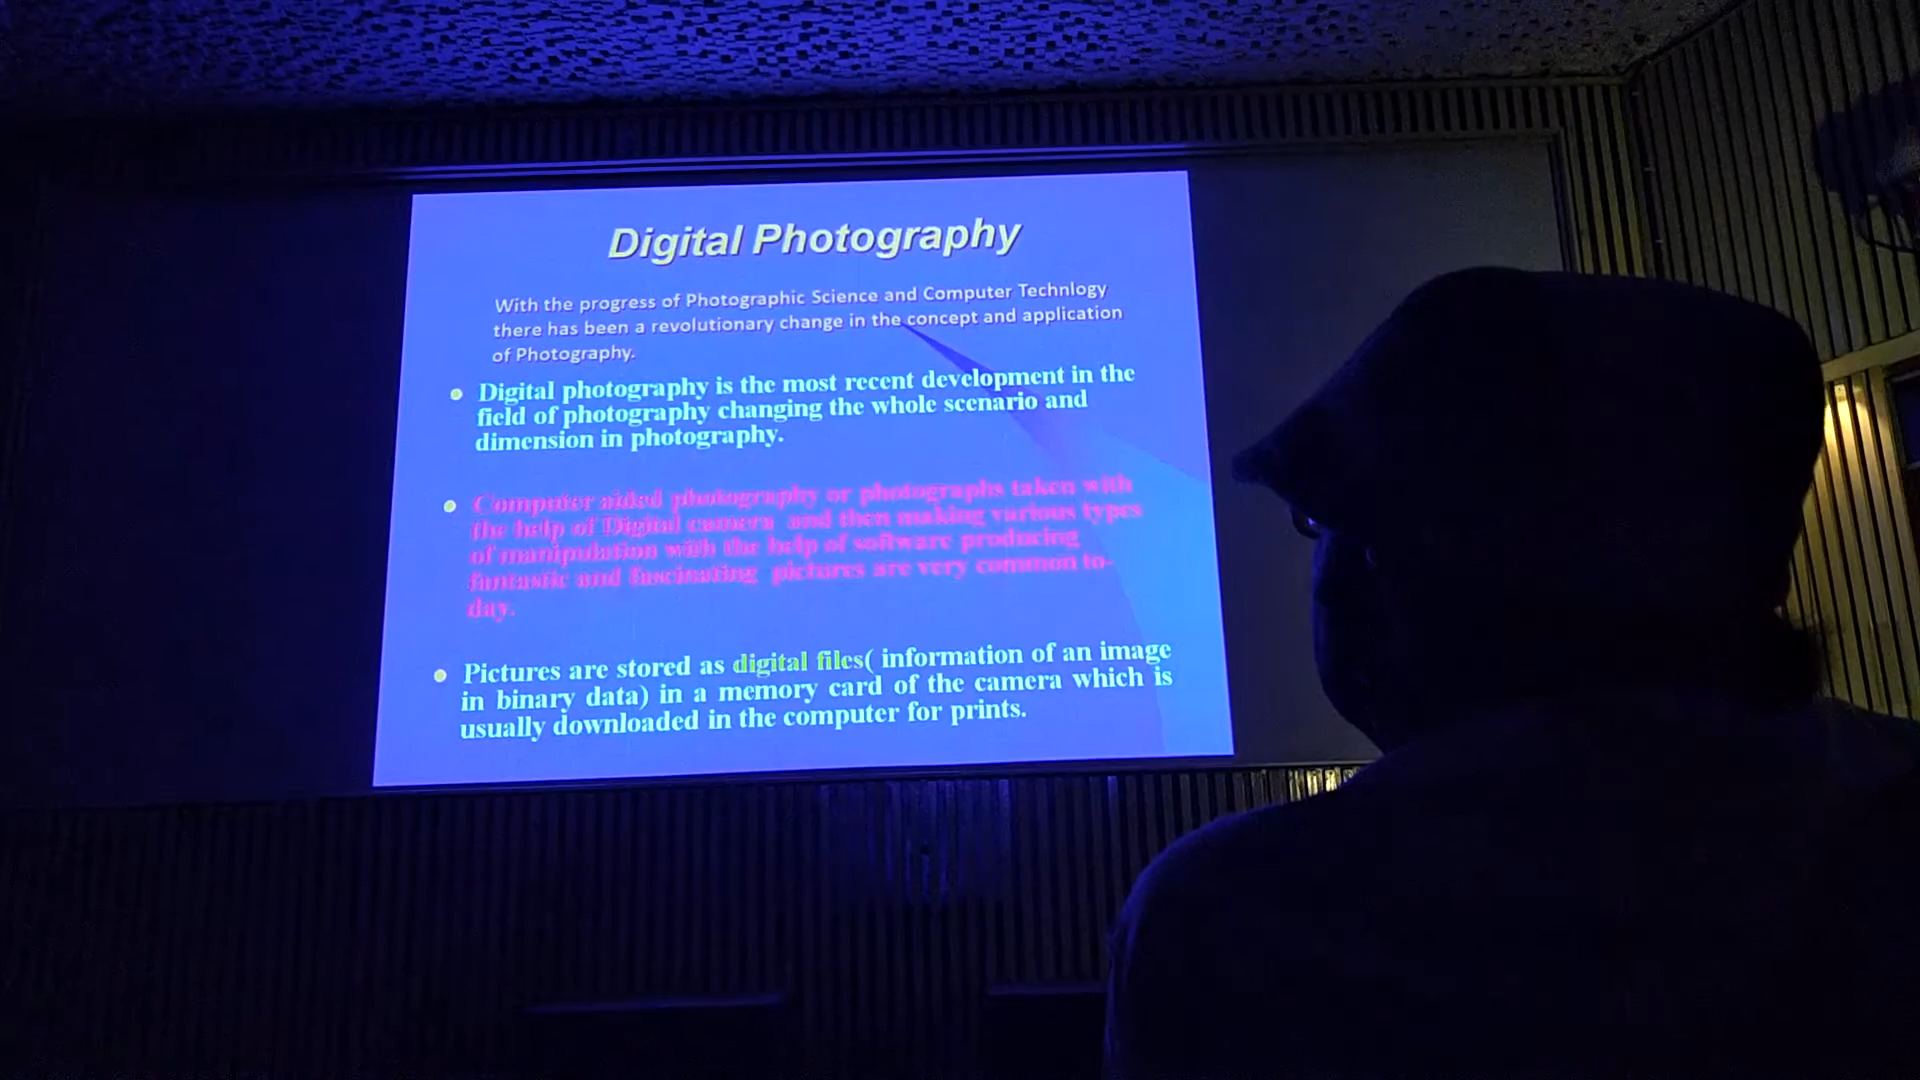 Digital Photography
With the progress of Photographic Science and Computer Technlogy
there has been a revolutionary change in the concept and application
of Photography.
Digital photography is the most recent development in the
field of photography changing the whole scenario and
dimension in photography.
Computer aided photography or photographs taken with
the help of Digital camera and then making various types
of manipulation with the help of software producing
fantastic and fascinating pictures are very common to-
day.
Pictures are stored as digital files( information of an image
in binary data) in a memory card of the camera which is
usually downloaded in the computer for prints.